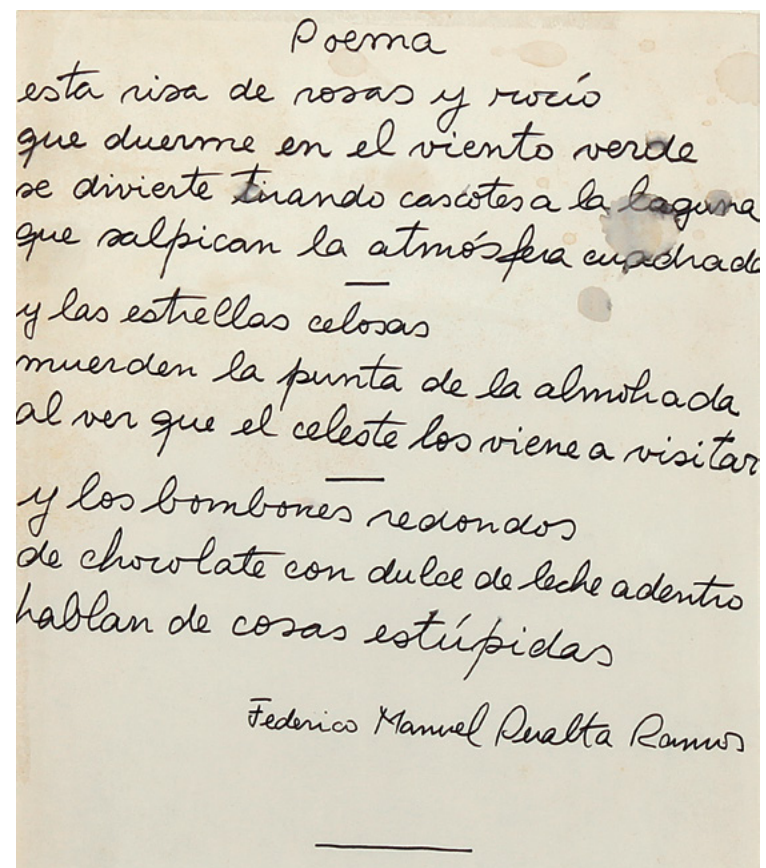 Poema
esta risa de rosas y rocío
que duerme en el viento verde
se divierte tirando cascotes a la laguna
que salpican la atmósfera cuadrada
y las estrellas celosas
muerden la punta de la almohada
al ver que el celeste los viene a visitar
y los bombones redondos
de chocolate con dulce de leche adentro
hablan de cosas estúpidas
Federico Manuel Peralta Ramos